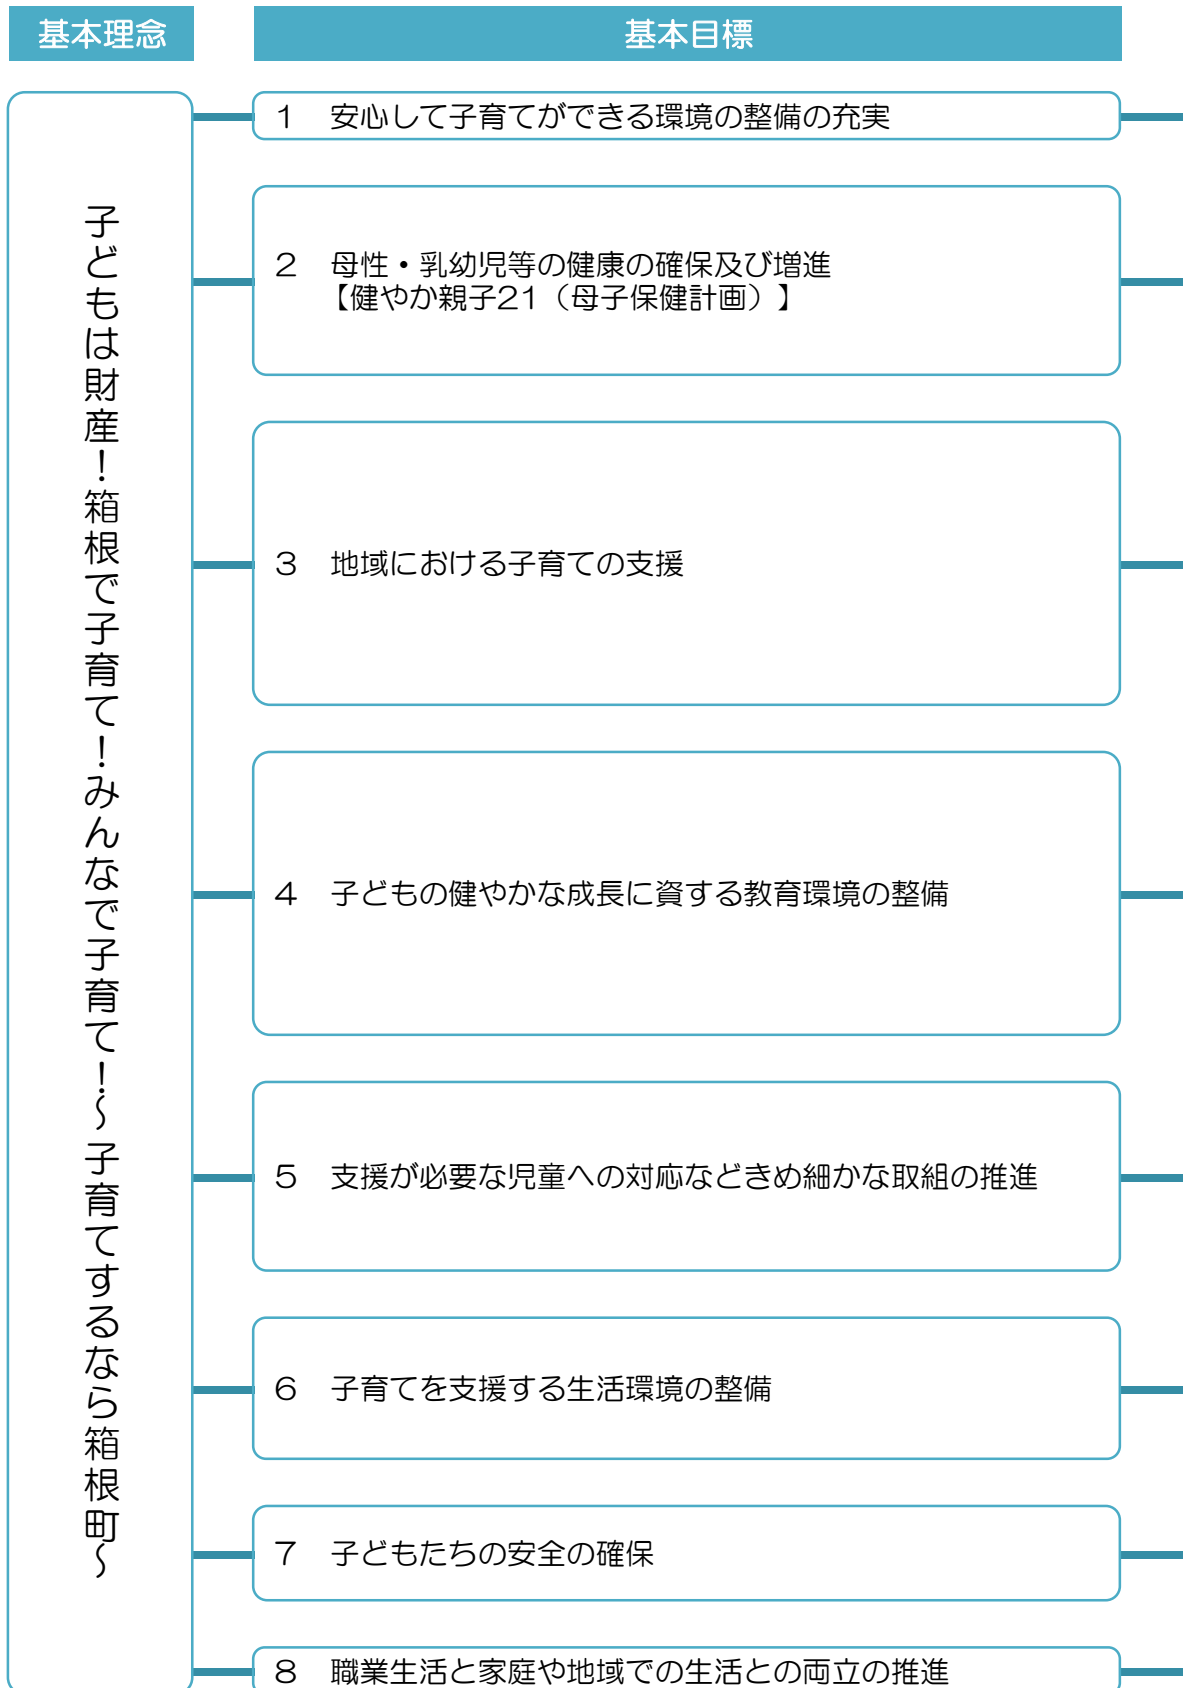 基本理念
基本目標
子どもは財産！箱根で子育て！みんなで子育て！～子育てするなら箱根町～
1　安心して子育てができる環境の整備の充実
2　母性・乳幼児等の健康の確保及び増進
【健やか親子21（母子保健計画）】
3　地域における子育ての支援
4　子どもの健やかな成長に資する教育環境の整備
5　支援が必要な児童への対応などきめ細かな取組の推進
6　子育てを支援する生活環境の整備
7　子どもたちの安全の確保
8　職業生活と家庭や地域での生活との両立の推進